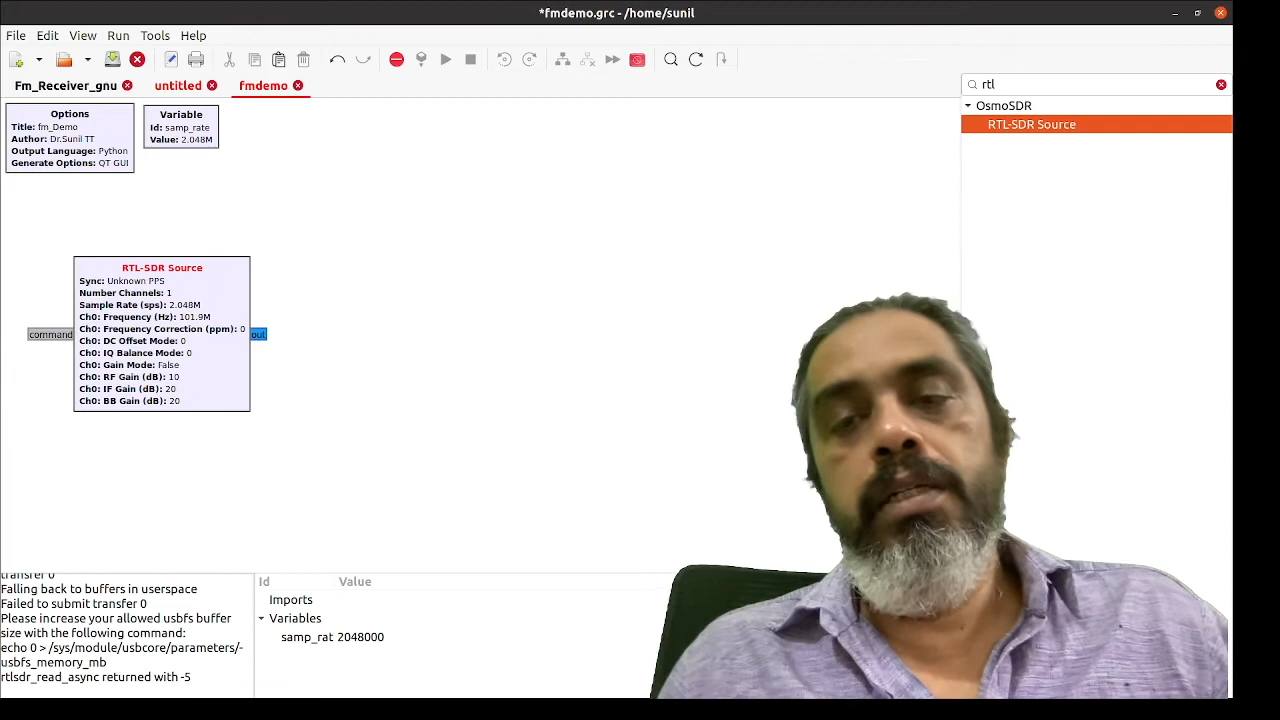 *fmdemo.grc - /home/sunil
File Edit View Run Tools Help
Fm_Receiver_gnu untitled fmdemo
rtl
OsmoSDR
RTL-SDR Source
Options
Title: fm_Demo
Author: Dr.Sunil TT
Output Language: Python
Generate Options: QT GUI
Variable
Id: samp_rate
Value: 2.048M
RTL-SDR Source
Sync: Unknown PPS
Number Channels: 1
Sample Rate (sps): 2.048M
Ch0: Frequency (Hz): 101.9M
Ch0: Frequency Correction (ppm): 0
Ch0: DC Offset Mode: 0
Ch0: IQ Balance Mode: 0
Ch0: Gain Mode: False
Ch0: RF Gain (dB): 10
Ch0: IF Gain (dB): 20
Ch0: BB Gain (dB): 20
command
out
transfer 0
Falling back to buffers in userspace
Failed to submit transfer 0
Please increase your allowed usbfs buffer
size with the following command:
echo 0 > /sys/module/usbcore/parameters/-
usbfs_memory_mb
rtlsdr_read_async returned with -5
Id Value
Imports
Variables
samp_rat 2048000